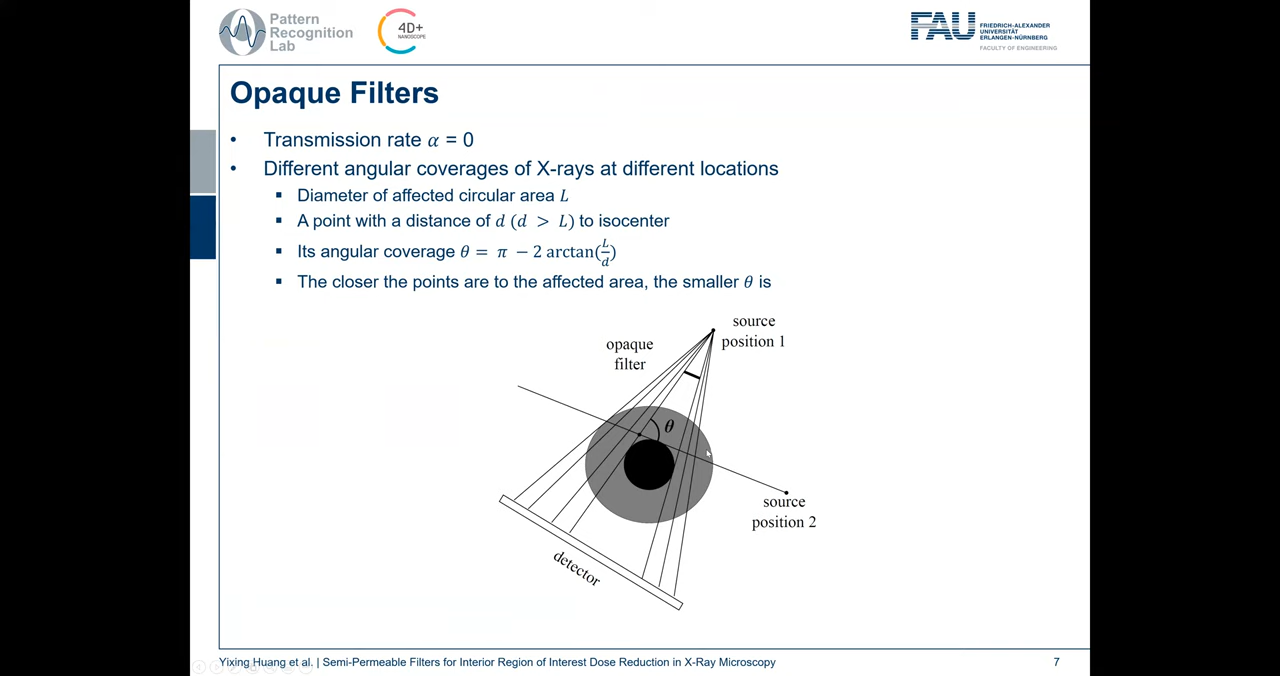 Pattern
Recognition
Lab
4D+
NANOSCOPE
FAU
FRIEDRICH-ALEXANDER
UNIVERSITÄT
ERLANGEN-NÜRNBERG
FACULTY OF ENGINEERING
Opaque Filters
• Transmission rate 𝛼 = 0
• Different angular coverages of X-rays at different locations
▪ Diameter of affected circular area 𝐿
▪ A point with a distance of 𝑑 (𝑑 > 𝐿) to isocenter
▪ Its angular coverage 𝜃 = 𝜋 − 2 arctan(𝐿/𝑑)
▪ The closer the points are to the affected area, the smaller 𝜃 is
source
position 1
opaque
filter
θ
source
position 2
detector
Yixing Huang et al. | Semi-Permeable Filters for Interior Region of Interest Dose Reduction in X-Ray Microscopy
7